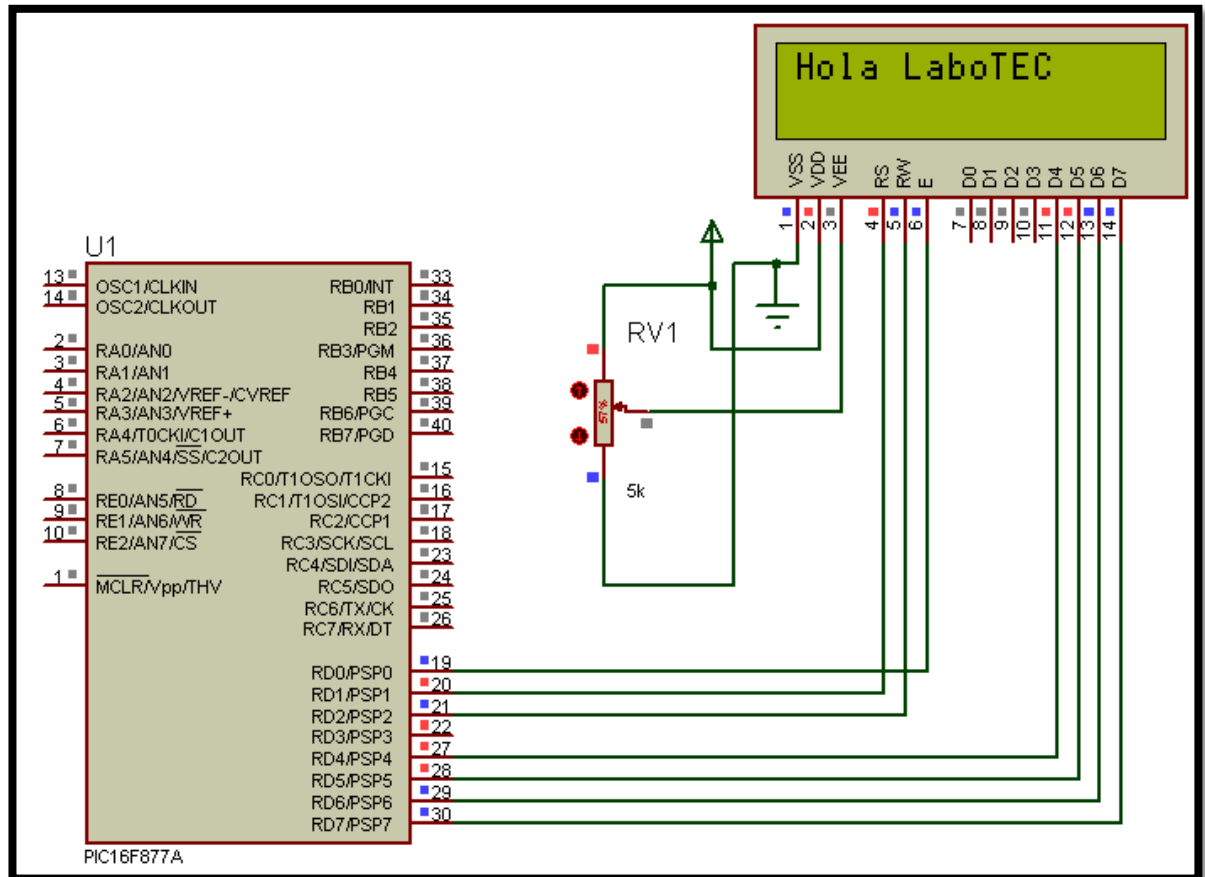 Hola LaboTEC
VSS
VDD
VEE
RS
RW
E
D0
D1
D2
D3
D4
D5
D6
D7
1
2
3
4
5
6
7
8
9
10
11
12
13
14
U1
13 OSC1/CLKIN RB0/INT 33
14 OSC2/CLKOUT RB1 34
RB2 35
2 RA0/AN0 RB3/PGM 36
3 RA1/AN1 RB4 37
4 RA2/AN2/VREF-/CVREF RB5 38
5 RA3/AN3/VREF+ RB6/PGC 39
6 RA4/T0CKI/C1OUT RB7/PGD 40
7 RA5/AN4/SS/C2OUT
RC0/T1OSO/T1CKI 15
8 RE0/AN5/RD RC1/T1OSI/CCP2 16
9 RE1/AN6/WR RC2/CCP1 17
10 RE2/AN7/CS RC3/SCK/SCL 18
RC4/SDI/SDA 23
1 MCLR/Vpp/THV RC5/SDO 24
RC6/TX/CK 25
RC7/RX/DT 26
RD0/PSP0 19
RD1/PSP1 20
RD2/PSP2 21
RD3/PSP3 22
RD4/PSP4 27
RD5/PSP5 28
RD6/PSP6 29
RD7/PSP7 30
PIC16F877A
RV1
57%
5k